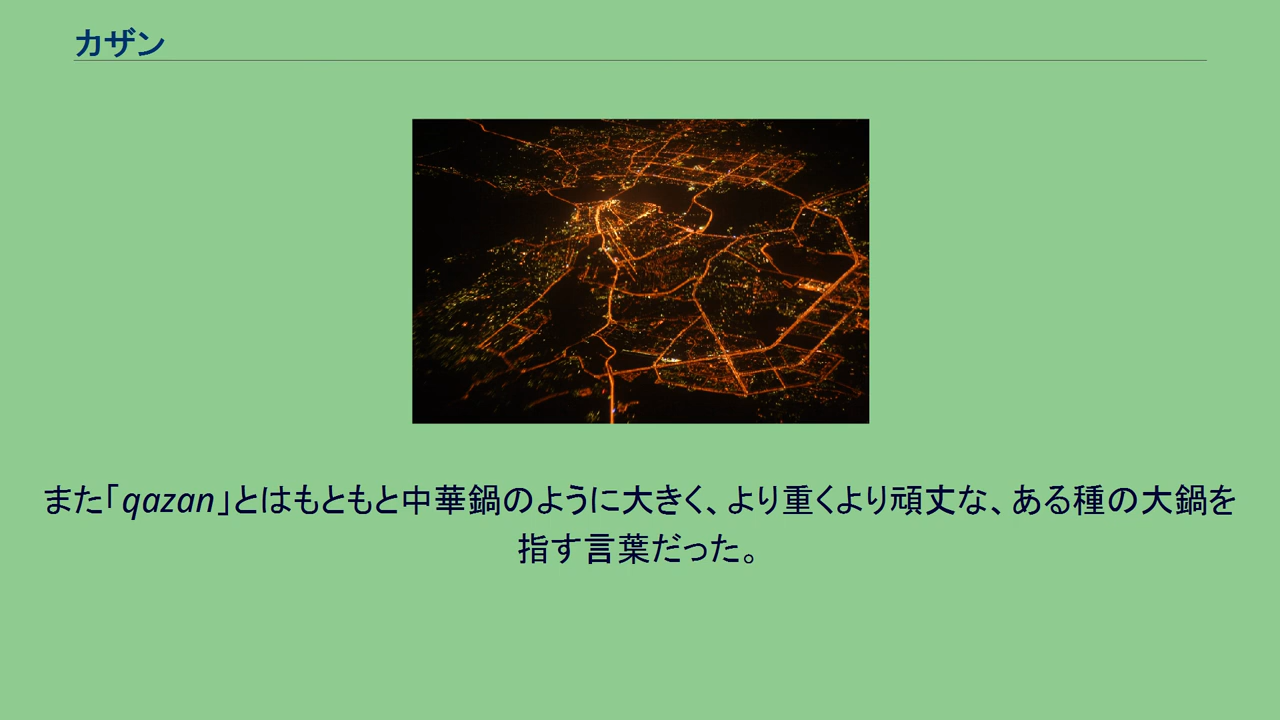 カザン
また「qazan」とはもともと中華鍋のように大きく、より重くより頑丈な、ある種の大鍋を
指す言葉だった。